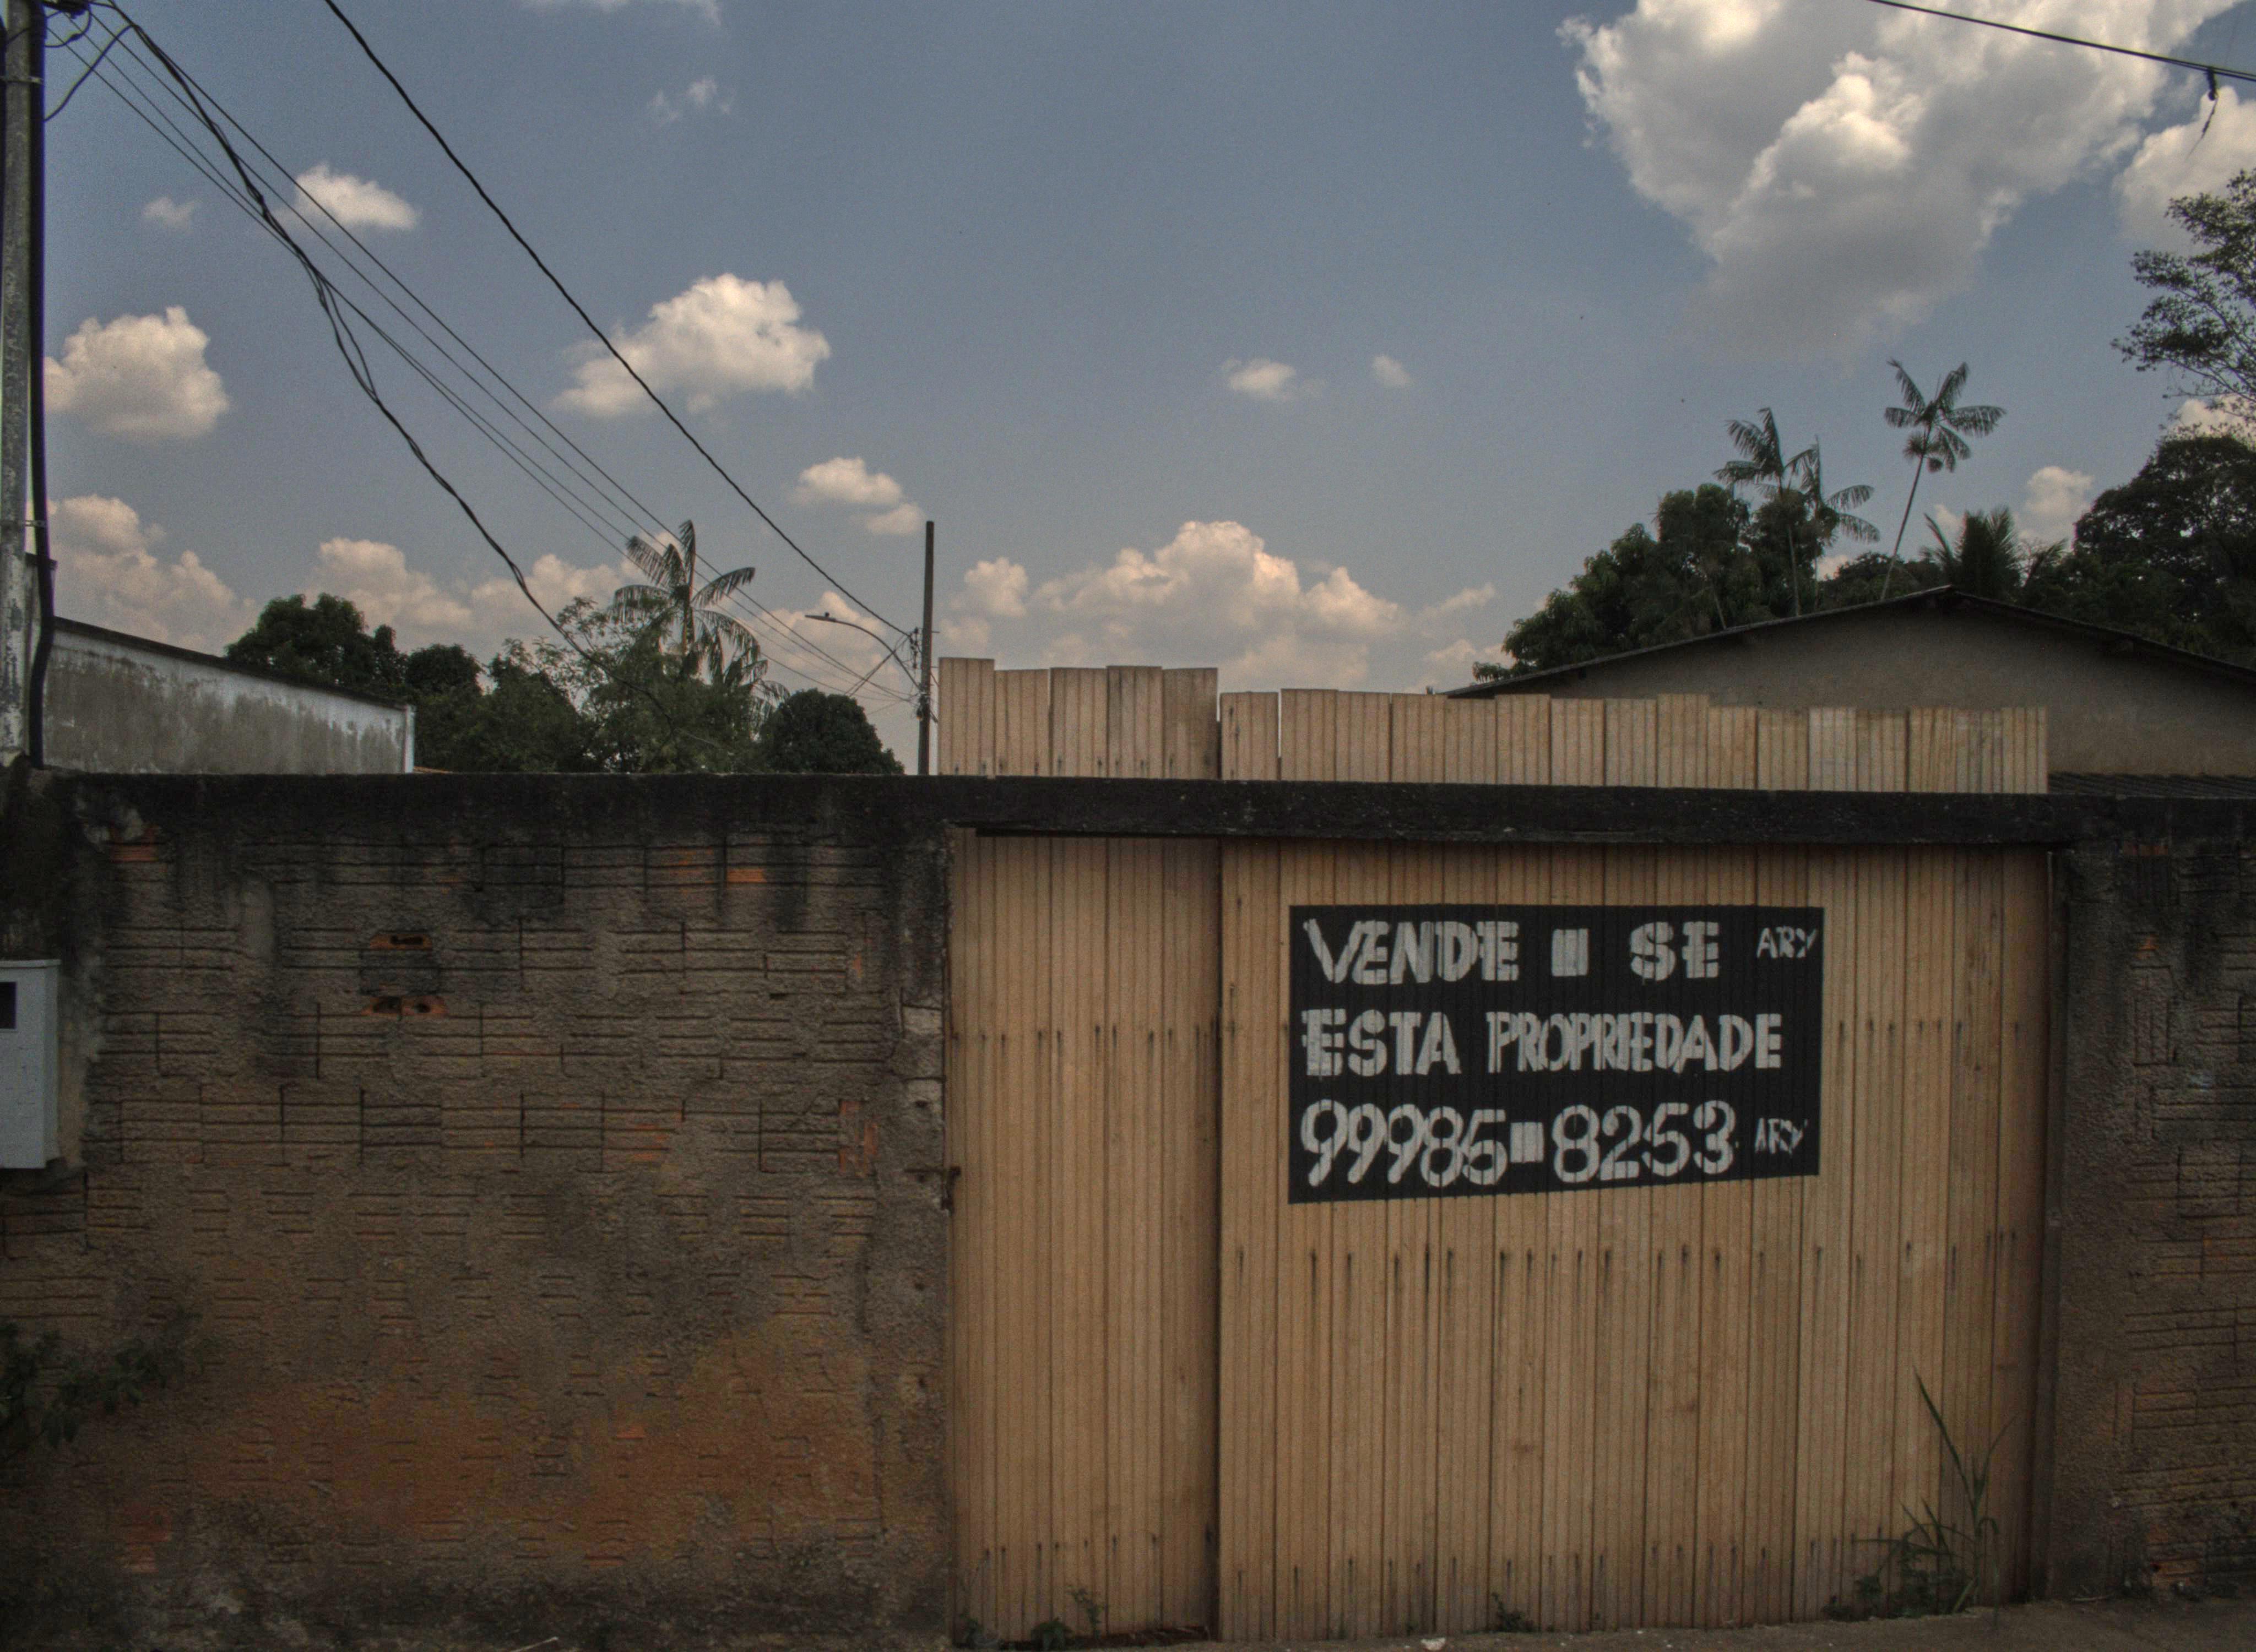 VENDE - SE ARY
ESTA PROPRIEDADE
99985-8253 ARY